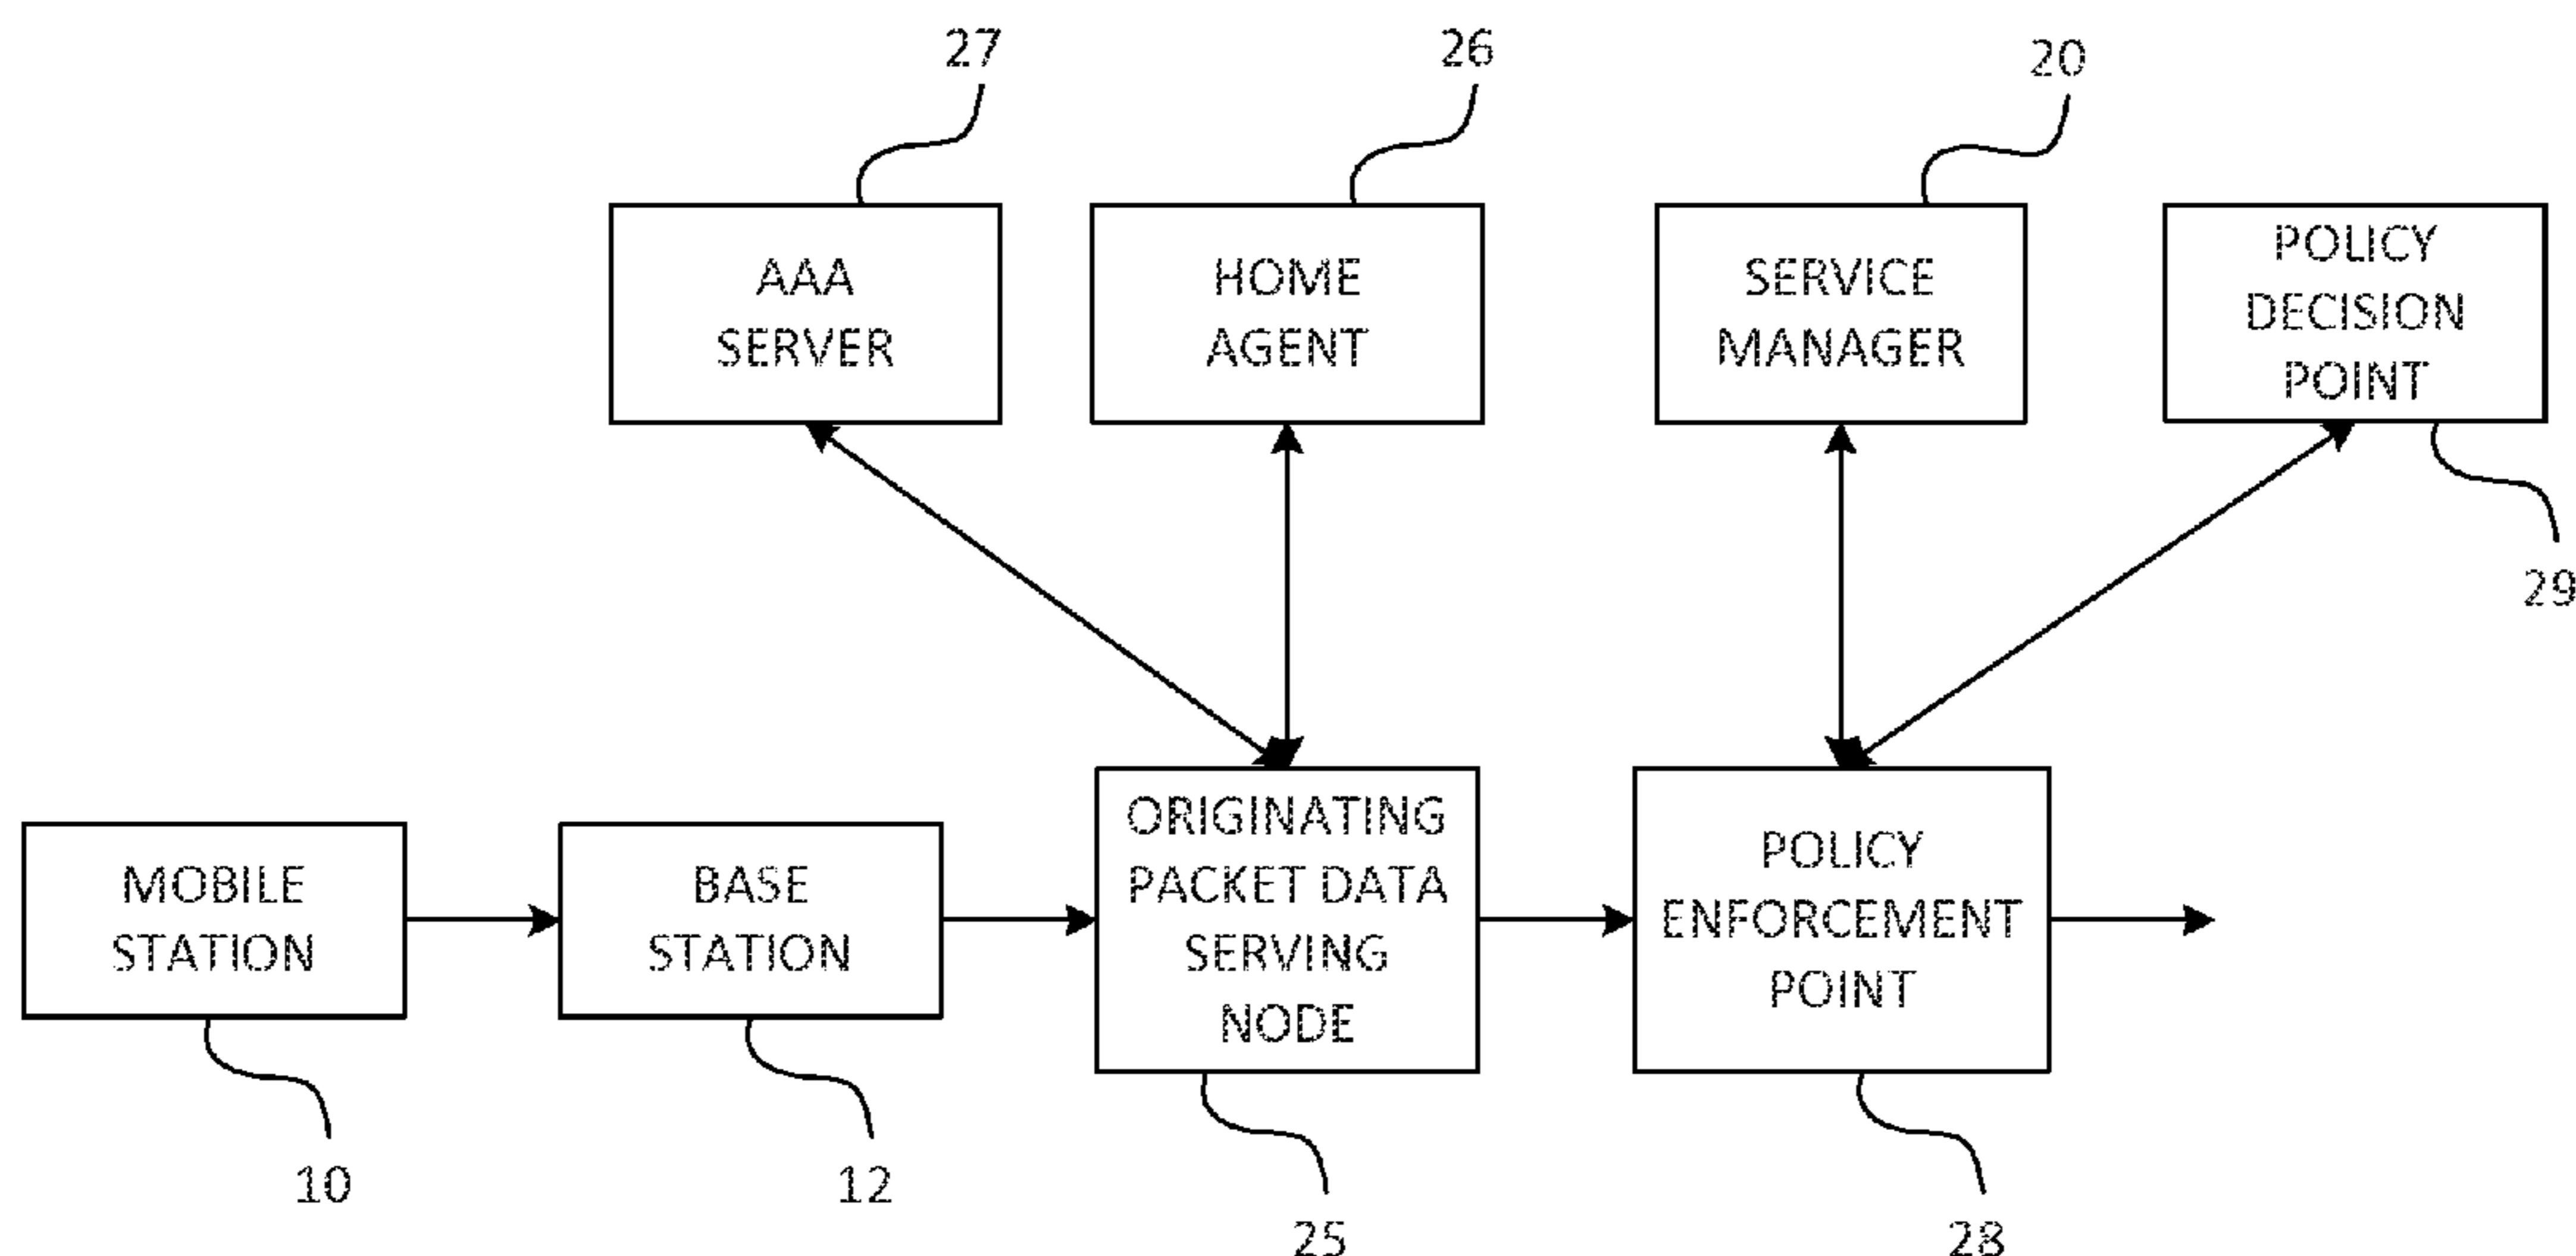 27
26
20
AAA
SERVER
HOME
AGENT
SERVICE
MANAGER
POLICY
DECISION
POINT
29
MOBILE
STATION
BASE
STATION
ORIGINATING
PACKET DATA
SERVING
NODE
POLICY
ENFORCEMENT
POINT
10
12
25
28